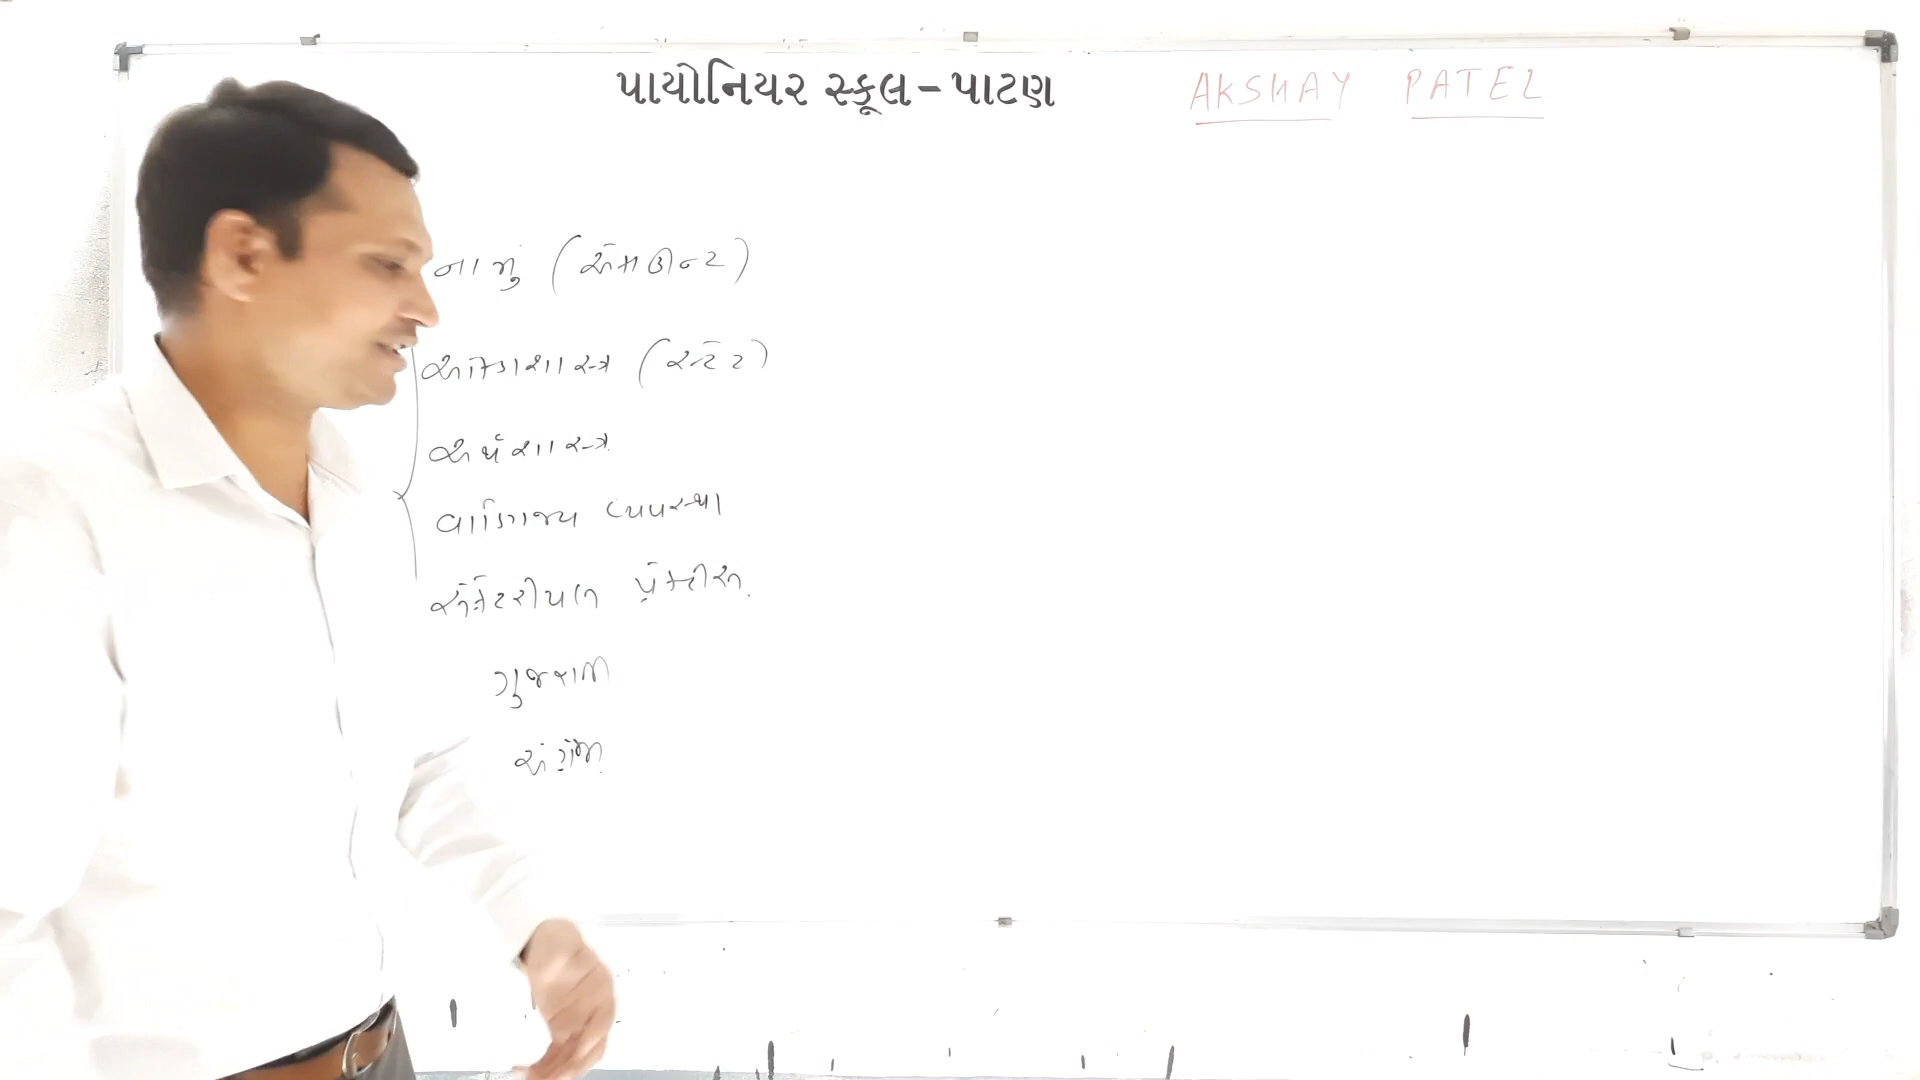 પાયોનિયર સ્કૂલ - પાટણ
AKSHAY PATEL
નામું (એકાઉન્ટ)
આંકડાશાસ્ત્ર (સ્ટેટ)
અર્થશાસ્ત્ર
વાણિજ્ય વ્યવસ્થા
સેક્રેટરીયલ પ્રેક્ટીસ
ગુજરાતી
અંગ્રેજી